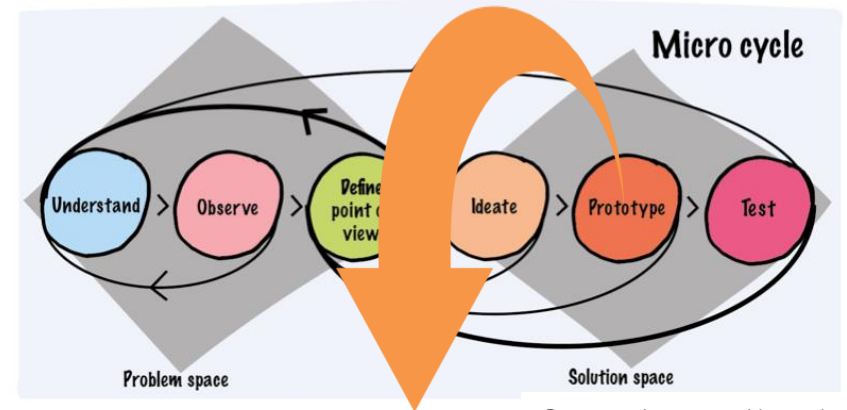 Micro cycle
Understand > Observe > Define > Ideate > Prototype > Test
point
view
Problem space
Solution space